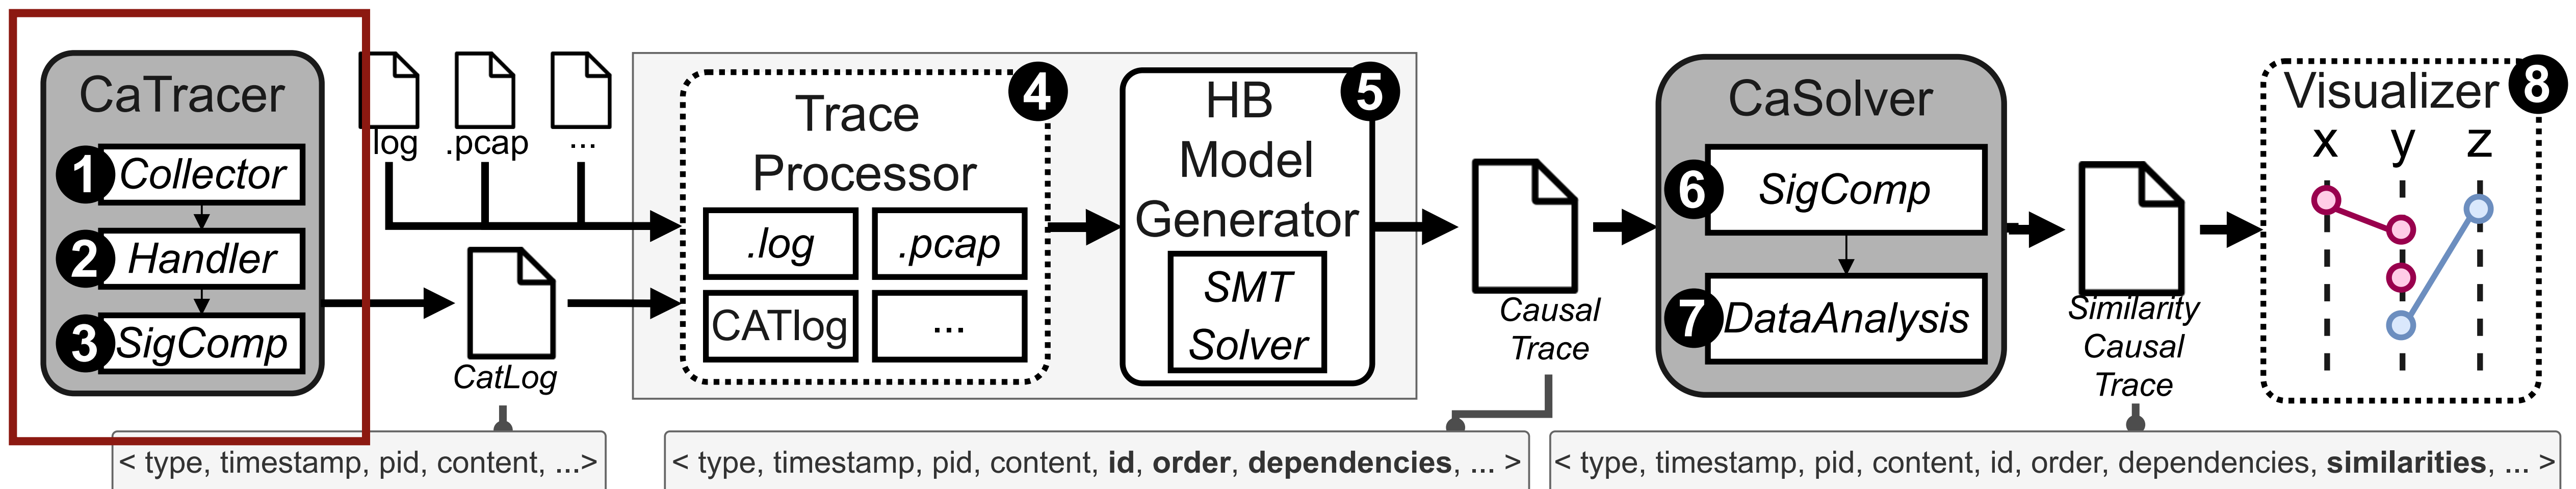 CaTracer
1
Collector
2
Handler
3
SigComp
log
.pcap
...
CatLog
< type, timestamp, pid, content, ...>
Trace
Processor
4
.log
.pcap
CATlog
...
HB
Model
Generator
5
SMT
Solver
Causal
Trace
< type, timestamp, pid, content, id, order, dependencies, ... >
CaSolver
6
SigComp
7
DataAnalysis
Similarity
Causal
Trace
< type, timestamp, pid, content, id, order, dependencies, similarities, ... >
Visualizer
8
x y z